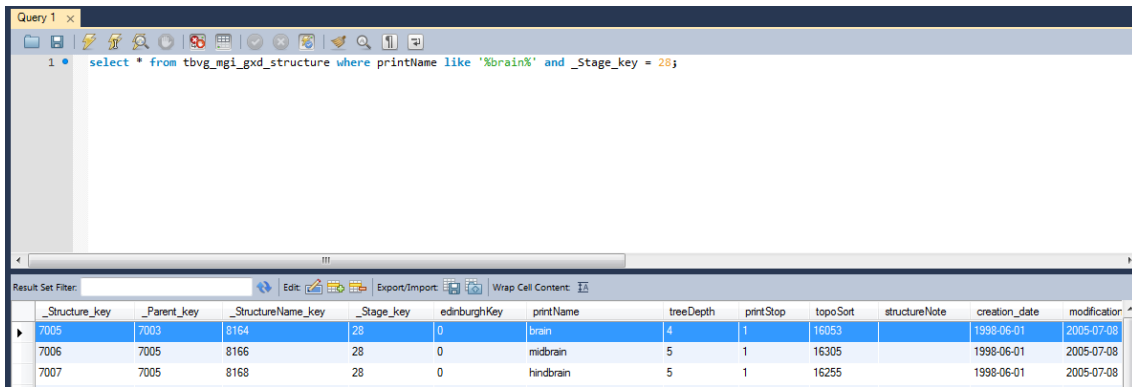 Query 1 ×
1 select * from tbvg_mgi_gxd_structure where printName like '%brain%' and _Stage_key = 28;
Result Set Filter: Edit: Export/Import: Wrap Cell Content:
_Structure_key _Parent_key _StructureName_key _Stage_key edinburghKey printName treeDepth printStop topoSort structureNote creation_date modification
7005 7003 8164 28 0 brain 4 1 16053 1998-06-01 2005-07-08
7006 7005 8166 28 0 midbrain 5 1 16305 1998-06-01 2005-07-08
7007 7005 8168 28 0 hindbrain 5 1 16255 1998-06-01 2005-07-08